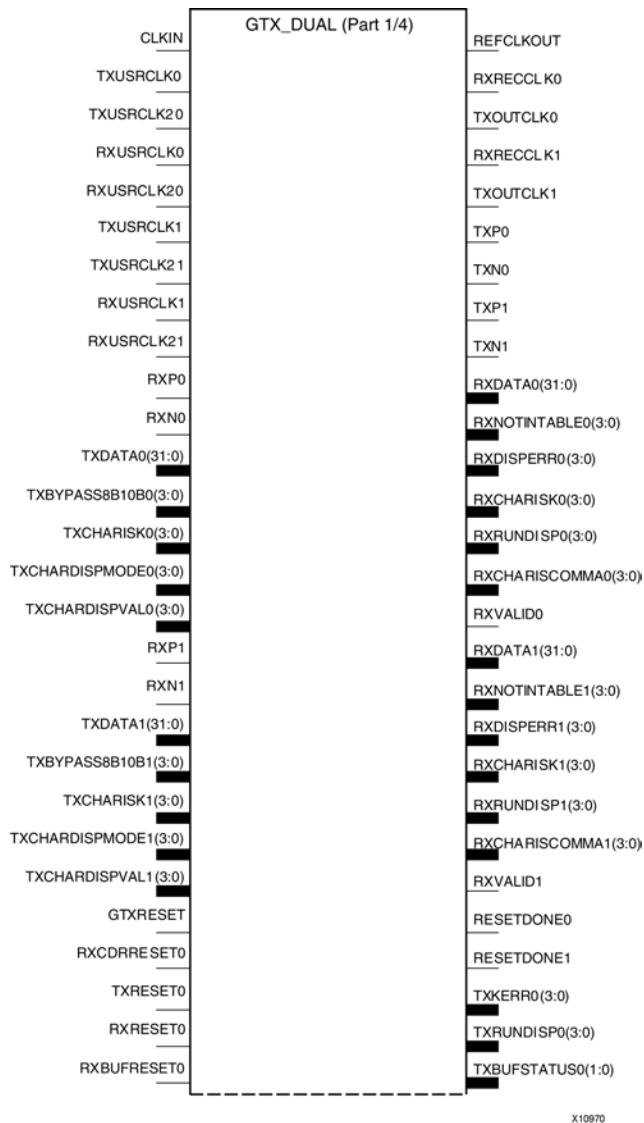 GTX_DUAL (Part 1/4)
CLKIN
TXUSRCLK0
TXUSRCLK20
RXUSRCLK0
RXUSRCLK20
TXUSRCLK1
TXUSRCLK21
RXUSRCLK1
RXUSRCLK21
RXP0
RXN0
TXDATA0(31:0)
TXBYPASS8B10B0(3:0)
TXCHARISK0(3:0)
TXCHARDISPMODE0(3:0)
TXCHARDISPVAL0(3:0)
RXP1
RXN1
TXDATA1(31:0)
TXBYPASS8B10B1(3:0)
TXCHARISK1(3:0)
TXCHARDISPMODE1(3:0)
TXCHARDISPVAL1(3:0)
GTXRESET
RXCDRRESET0
TXRESET0
RXRESET0
RXBUFRESET0
REFCLKOUT
RXRECCLK0
TXOUTCLK0
RXRECCLK1
TXOUTCLK1
TXP0
TXN0
TXP1
TXN1
RXDATA0(31:0)
RXNOTINTABLE0(3:0)
RXDISPERR0(3:0)
RXCHARISK0(3:0)
RXRUNDISP0(3:0)
RXCHARISCOMMA0(3:0)
RXVALID0
RXDATA1(31:0)
RXNOTINTABLE1(3:0)
RXDISPERR1(3:0)
RXCHARISK1(3:0)
RXRUNDISP1(3:0)
RXCHARISCOMMA1(3:0)
RXVALID1
RESETDONE0
RESETDONE1
TXKERR0(3:0)
TXRUNDISP0(3:0)
TXBUFSTATUS0(1:0)
X10970